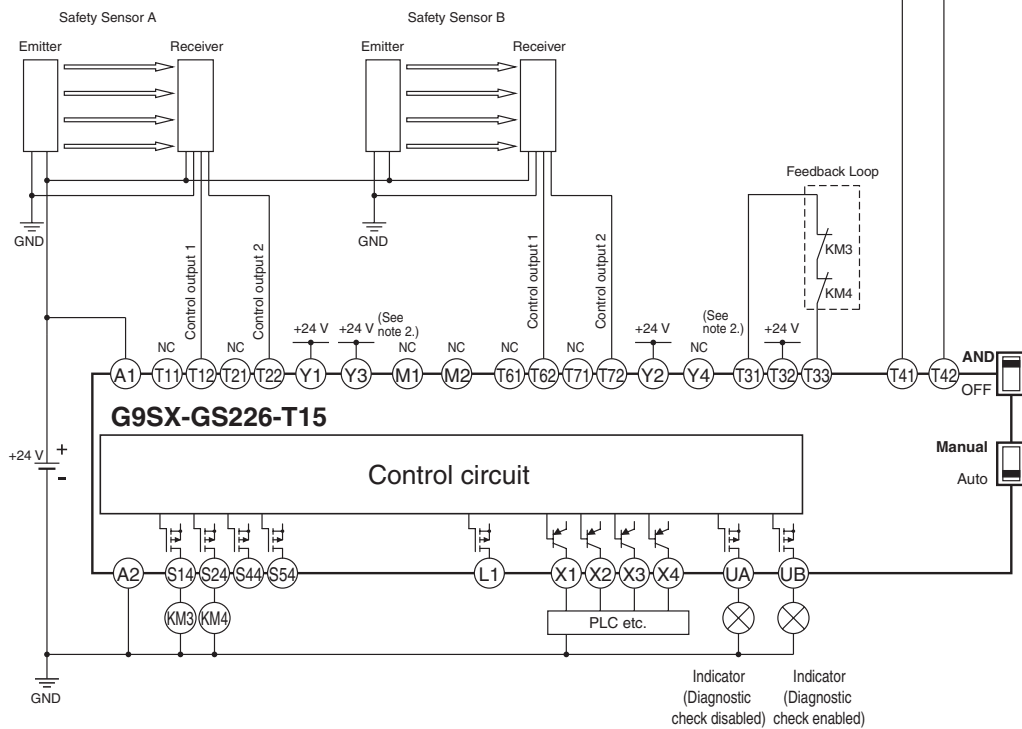 Safety Sensor A
Safety Sensor B
Emitter
Receiver
Emitter
Receiver
Feedback Loop
KM3
KM4
GND
GND
Control output 1
Control output 2
Control output 1
Control output 2
+24 V
+24 V
(See note 2.)
+24 V
(See note 2.)
+24 V
NC
NC
NC
NC
NC
NC
NC
A1
T11
T12
T21
T22
Y1
Y3
M1
M2
T61
T62
T71
T72
Y2
Y4
T31
T32
T33
T41
T42
AND
OFF
G9SX-GS226-T15
Manual
Auto
+24 V
+
-
Control circuit
A2
S14
S24
S44
S54
L1
X1
X2
X3
X4
UA
UB
KM3
KM4
PLC etc.
GND
Indicator
(Diagnostic
check disabled)
Indicator
(Diagnostic
check enabled)